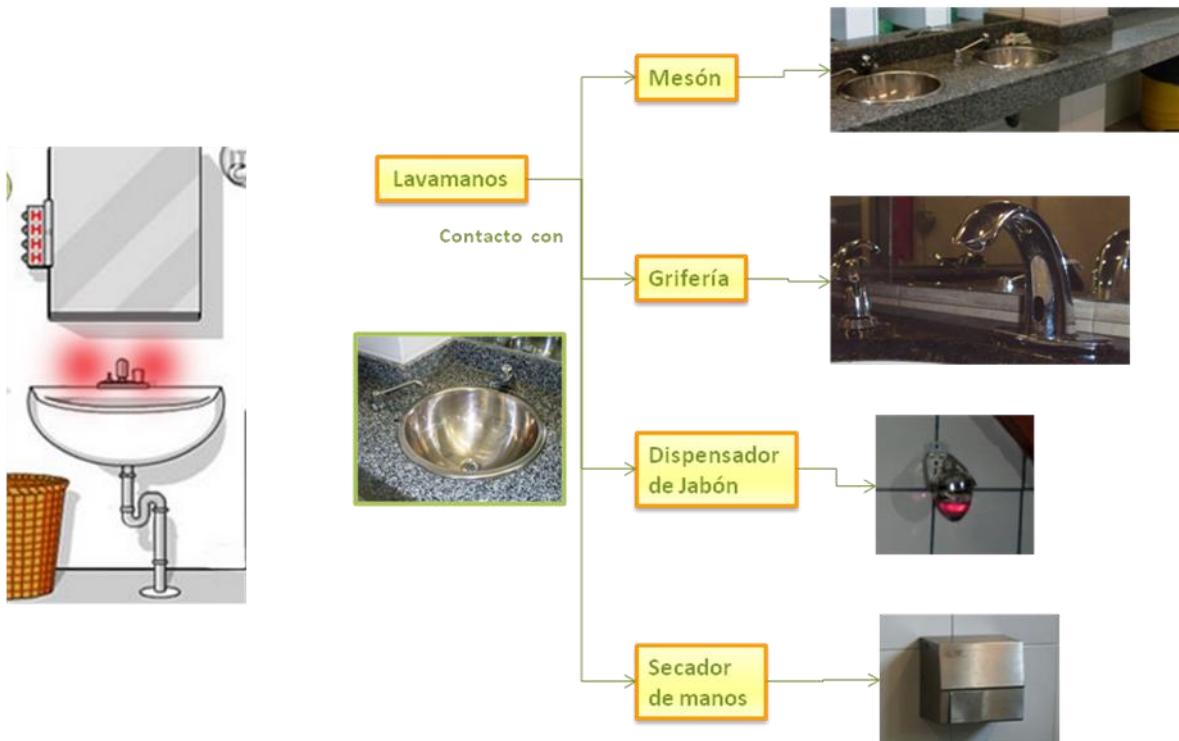 Mesón
Lavamanos
Contacto con
Grifería
Dispensador
de Jabón
Secador
de manos
H
H
H
H